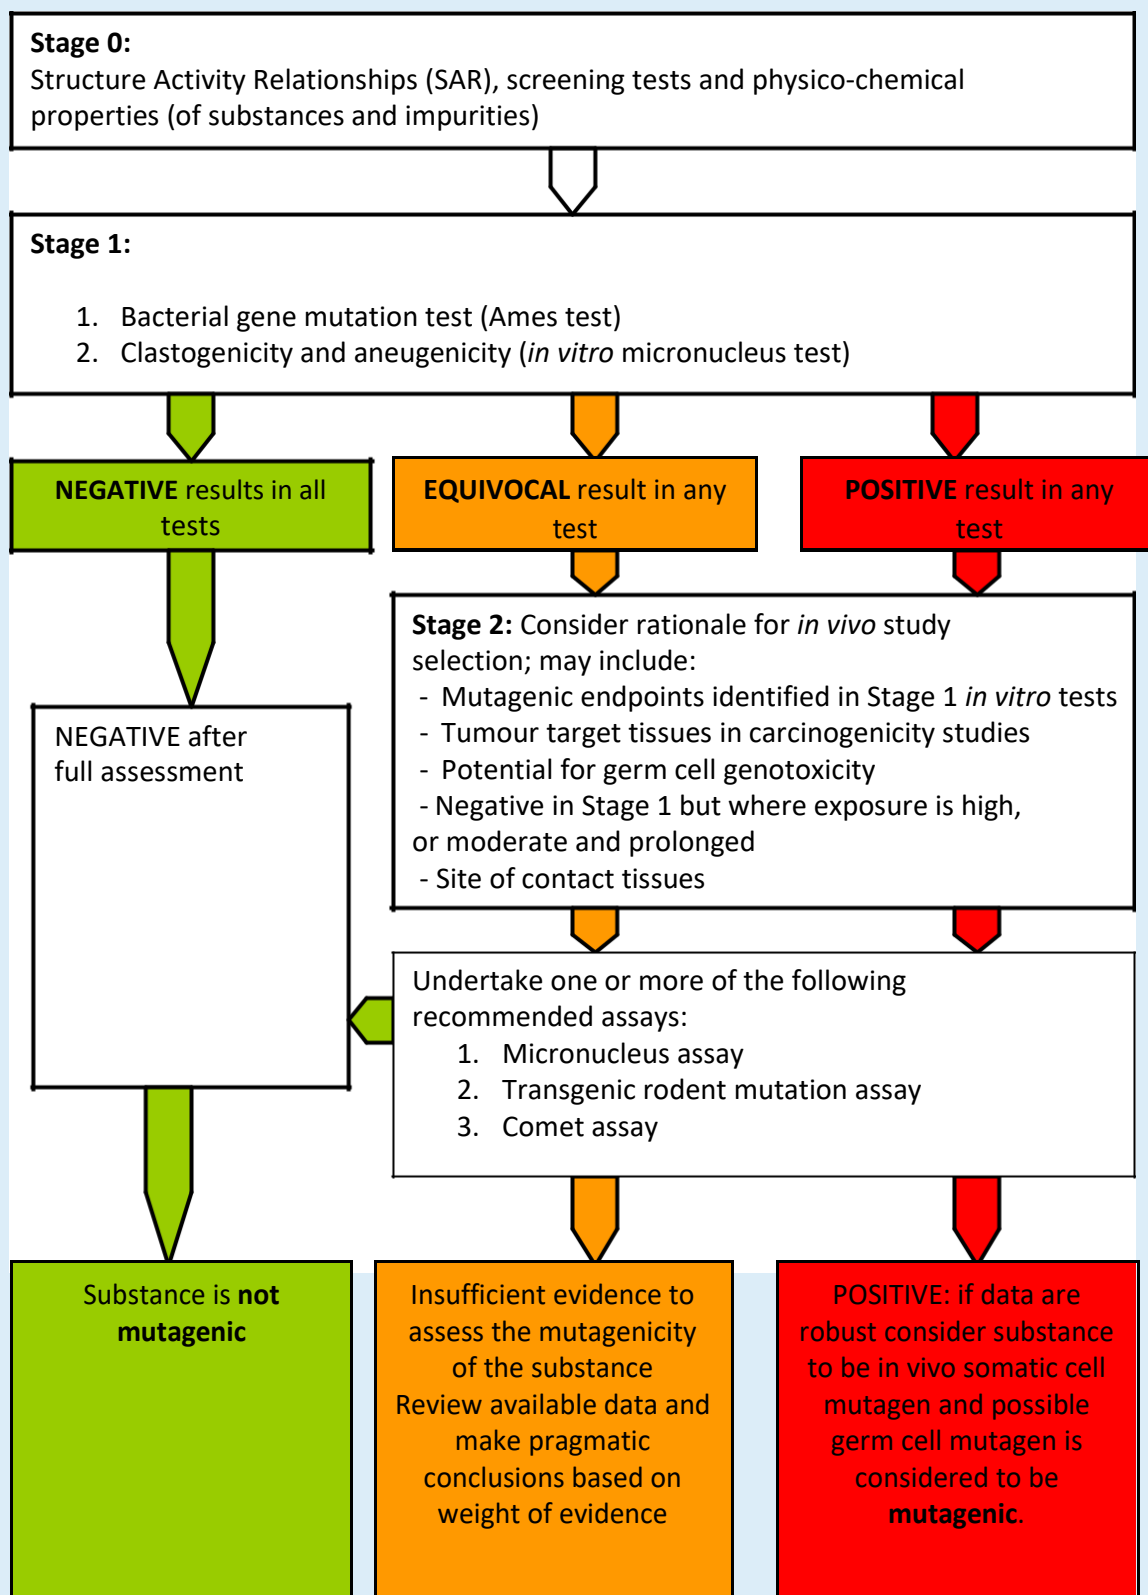 Stage 0:
Structure Activity Relationships (SAR), screening tests and physico-chemical
properties (of substances and impurities)
Stage 1:
1. Bacterial gene mutation test (Ames test)
2. Clastogenicity and aneugenicity (in vitro micronucleus test)
NEGATIVE results in all
tests
EQUIVOCAL result in any
test
POSITIVE result in any
test
Stage 2: Consider rationale for in vivo study
selection; may include:
- Mutagenic endpoints identified in Stage 1 in vitro tests
- Tumour target tissues in carcinogenicity studies
- Potential for germ cell genotoxicity
- Negative in Stage 1 but where exposure is high,
or moderate and prolonged
- Site of contact tissues
NEGATIVE after
full assessment
Undertake one or more of the following
recommended assays:
1. Micronucleus assay
2. Transgenic rodent mutation assay
3. Comet assay
Substance is not
mutagenic
Insufficient evidence to
assess the mutagenicity
of the substance
Review available data and
make pragmatic
conclusions based on
weight of evidence
POSITIVE: if data are
robust consider substance
to be in vivo somatic cell
mutagen and possible
germ cell mutagen is
considered to be
mutagenic.